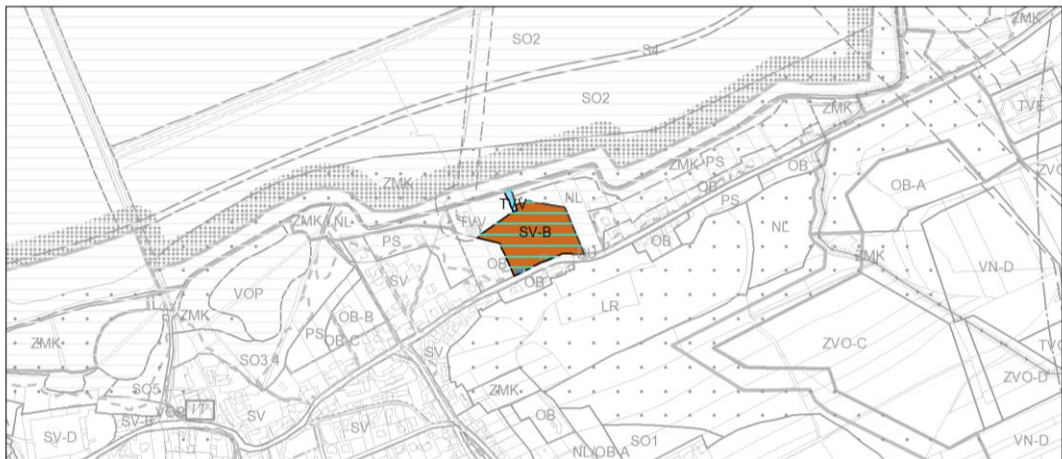 ZMK
SO2
S4
SO2
ZMK
TVE
ZMK
PS
OB
ZVO
OB-A
ZMK
NL
OB
PS
TVV
ZMK
NL
TVV
SV-B
NL
PS
OB
ZMK
VN-D
SV
OB
OB
VOP
LR
ZMK
OB-B
PS
OB-C
ZMK
SO3
4
SV
ZVO-C
TVO
ZVO-D
SO5
ZMK
VOP
OB
SV-B
SV
SV
SV-D
SO1
NL
OB-A
VN-D